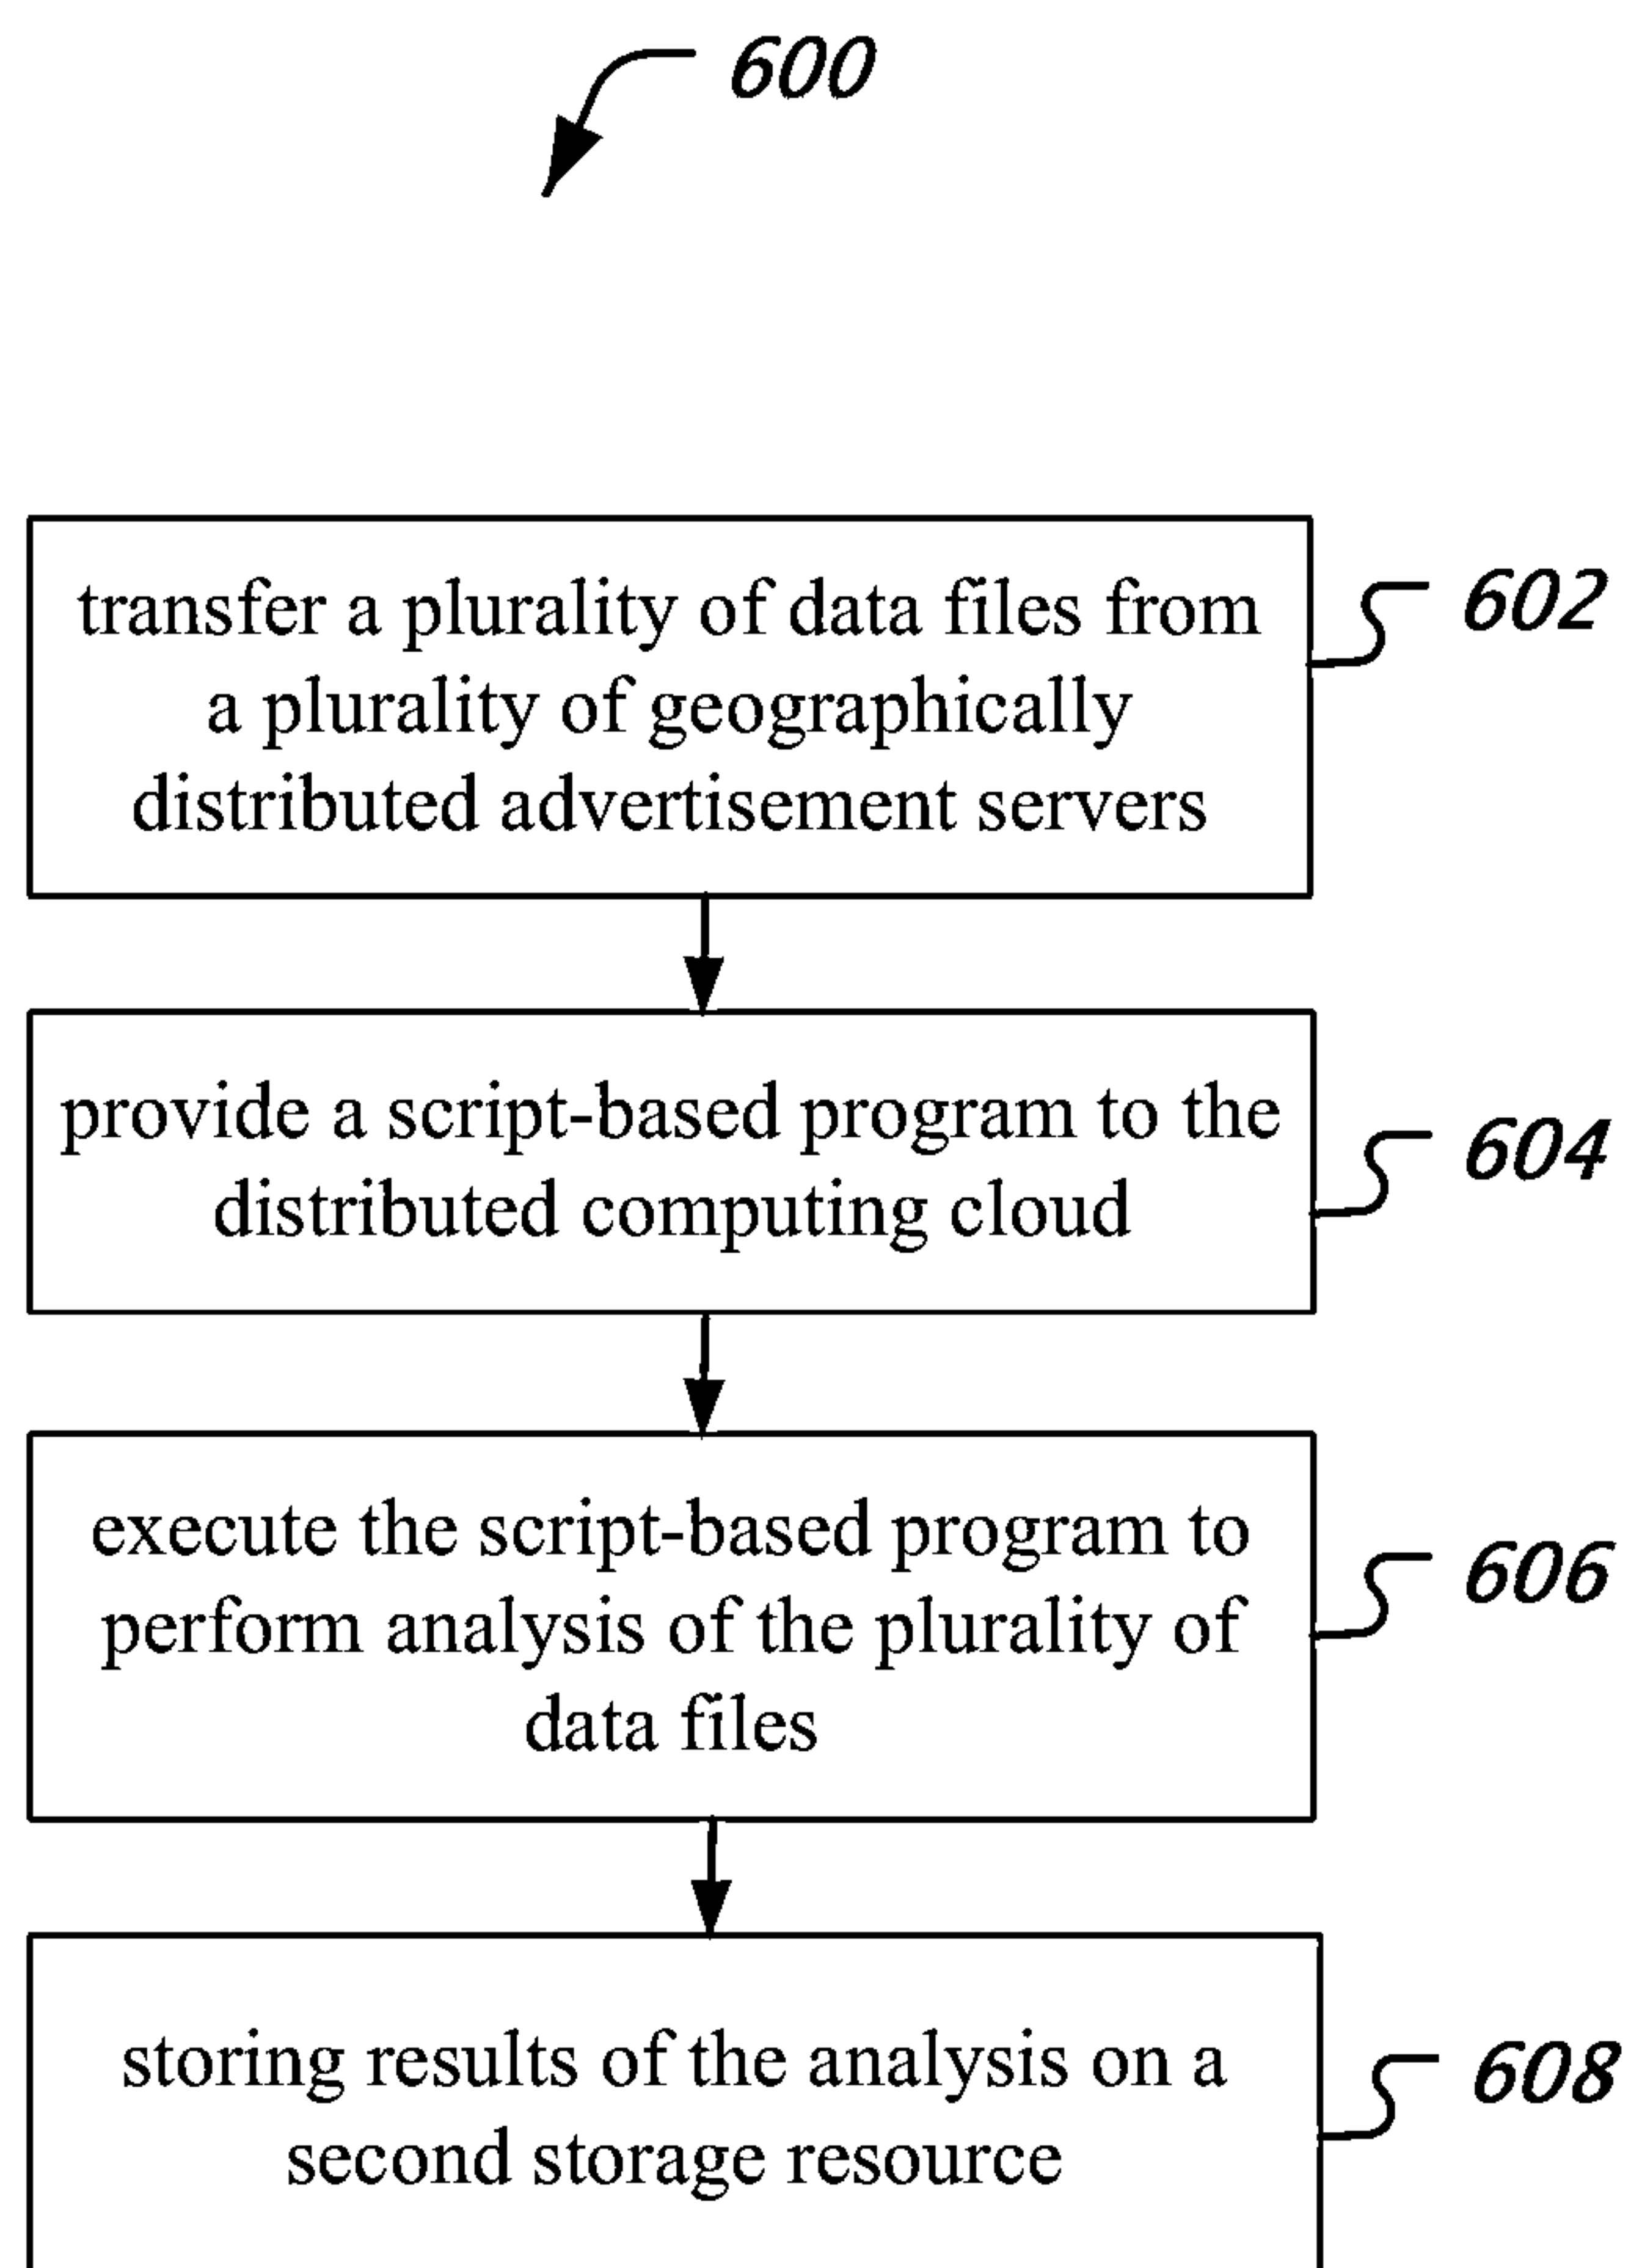 600
transfer a plurality of data files from
a plurality of geographically
distributed advertisement servers
602
provide a script-based program to the
distributed computing cloud
604
execute the script-based program to
perform analysis of the plurality of
data files
606
storing results of the analysis on a
second storage resource
608